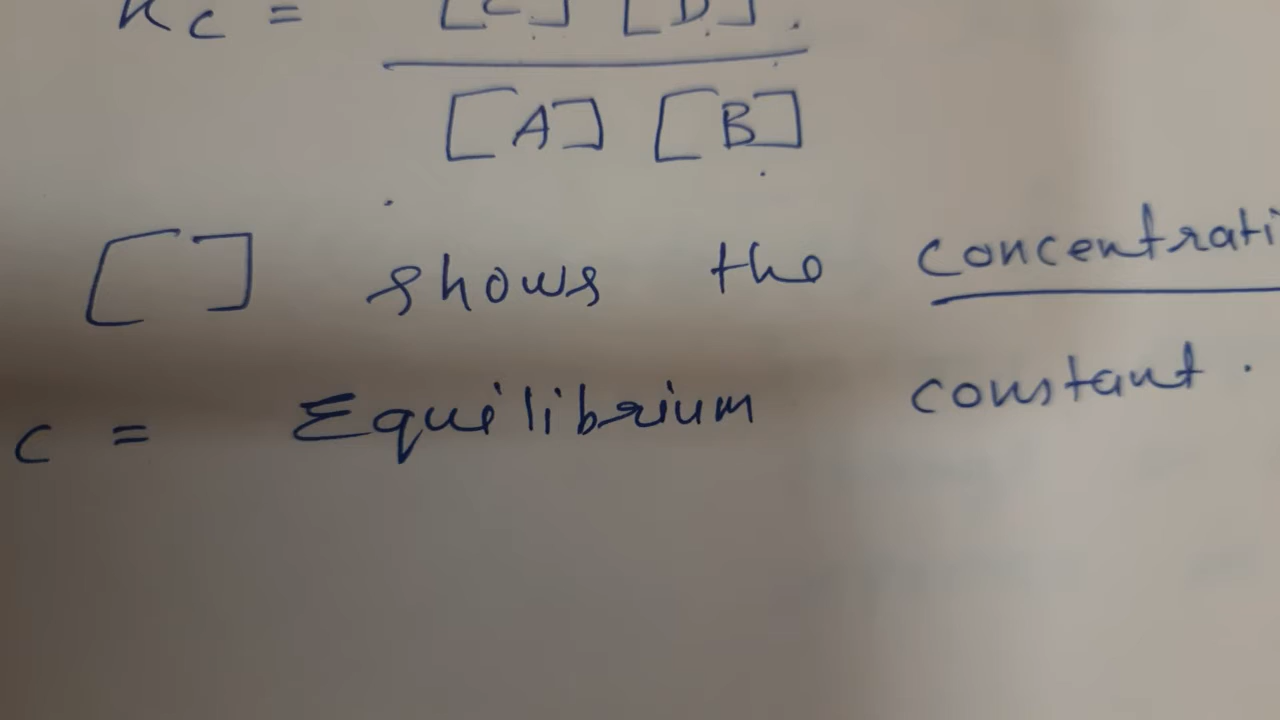 Kc = [C] [D].
[A] [B]
[ ] shows the concentrati
c = Equilibrium constant.